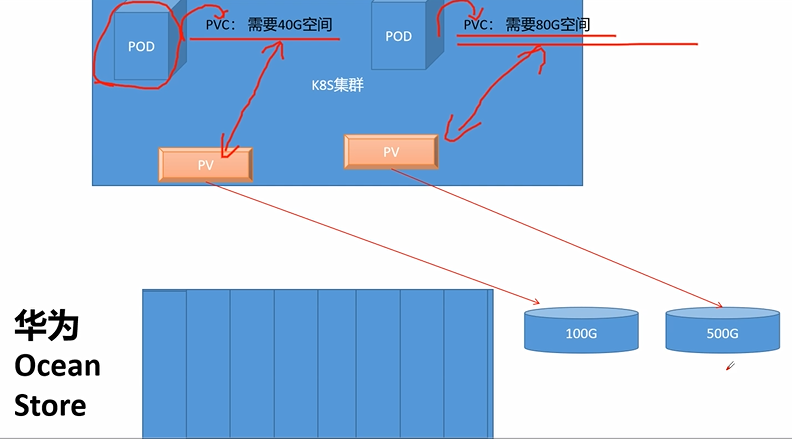 POD
PVC： 需要40G空间
POD
PVC： 需要80G空间
K8S集群
PV
PV
华为
Ocean
Store
100G
500G